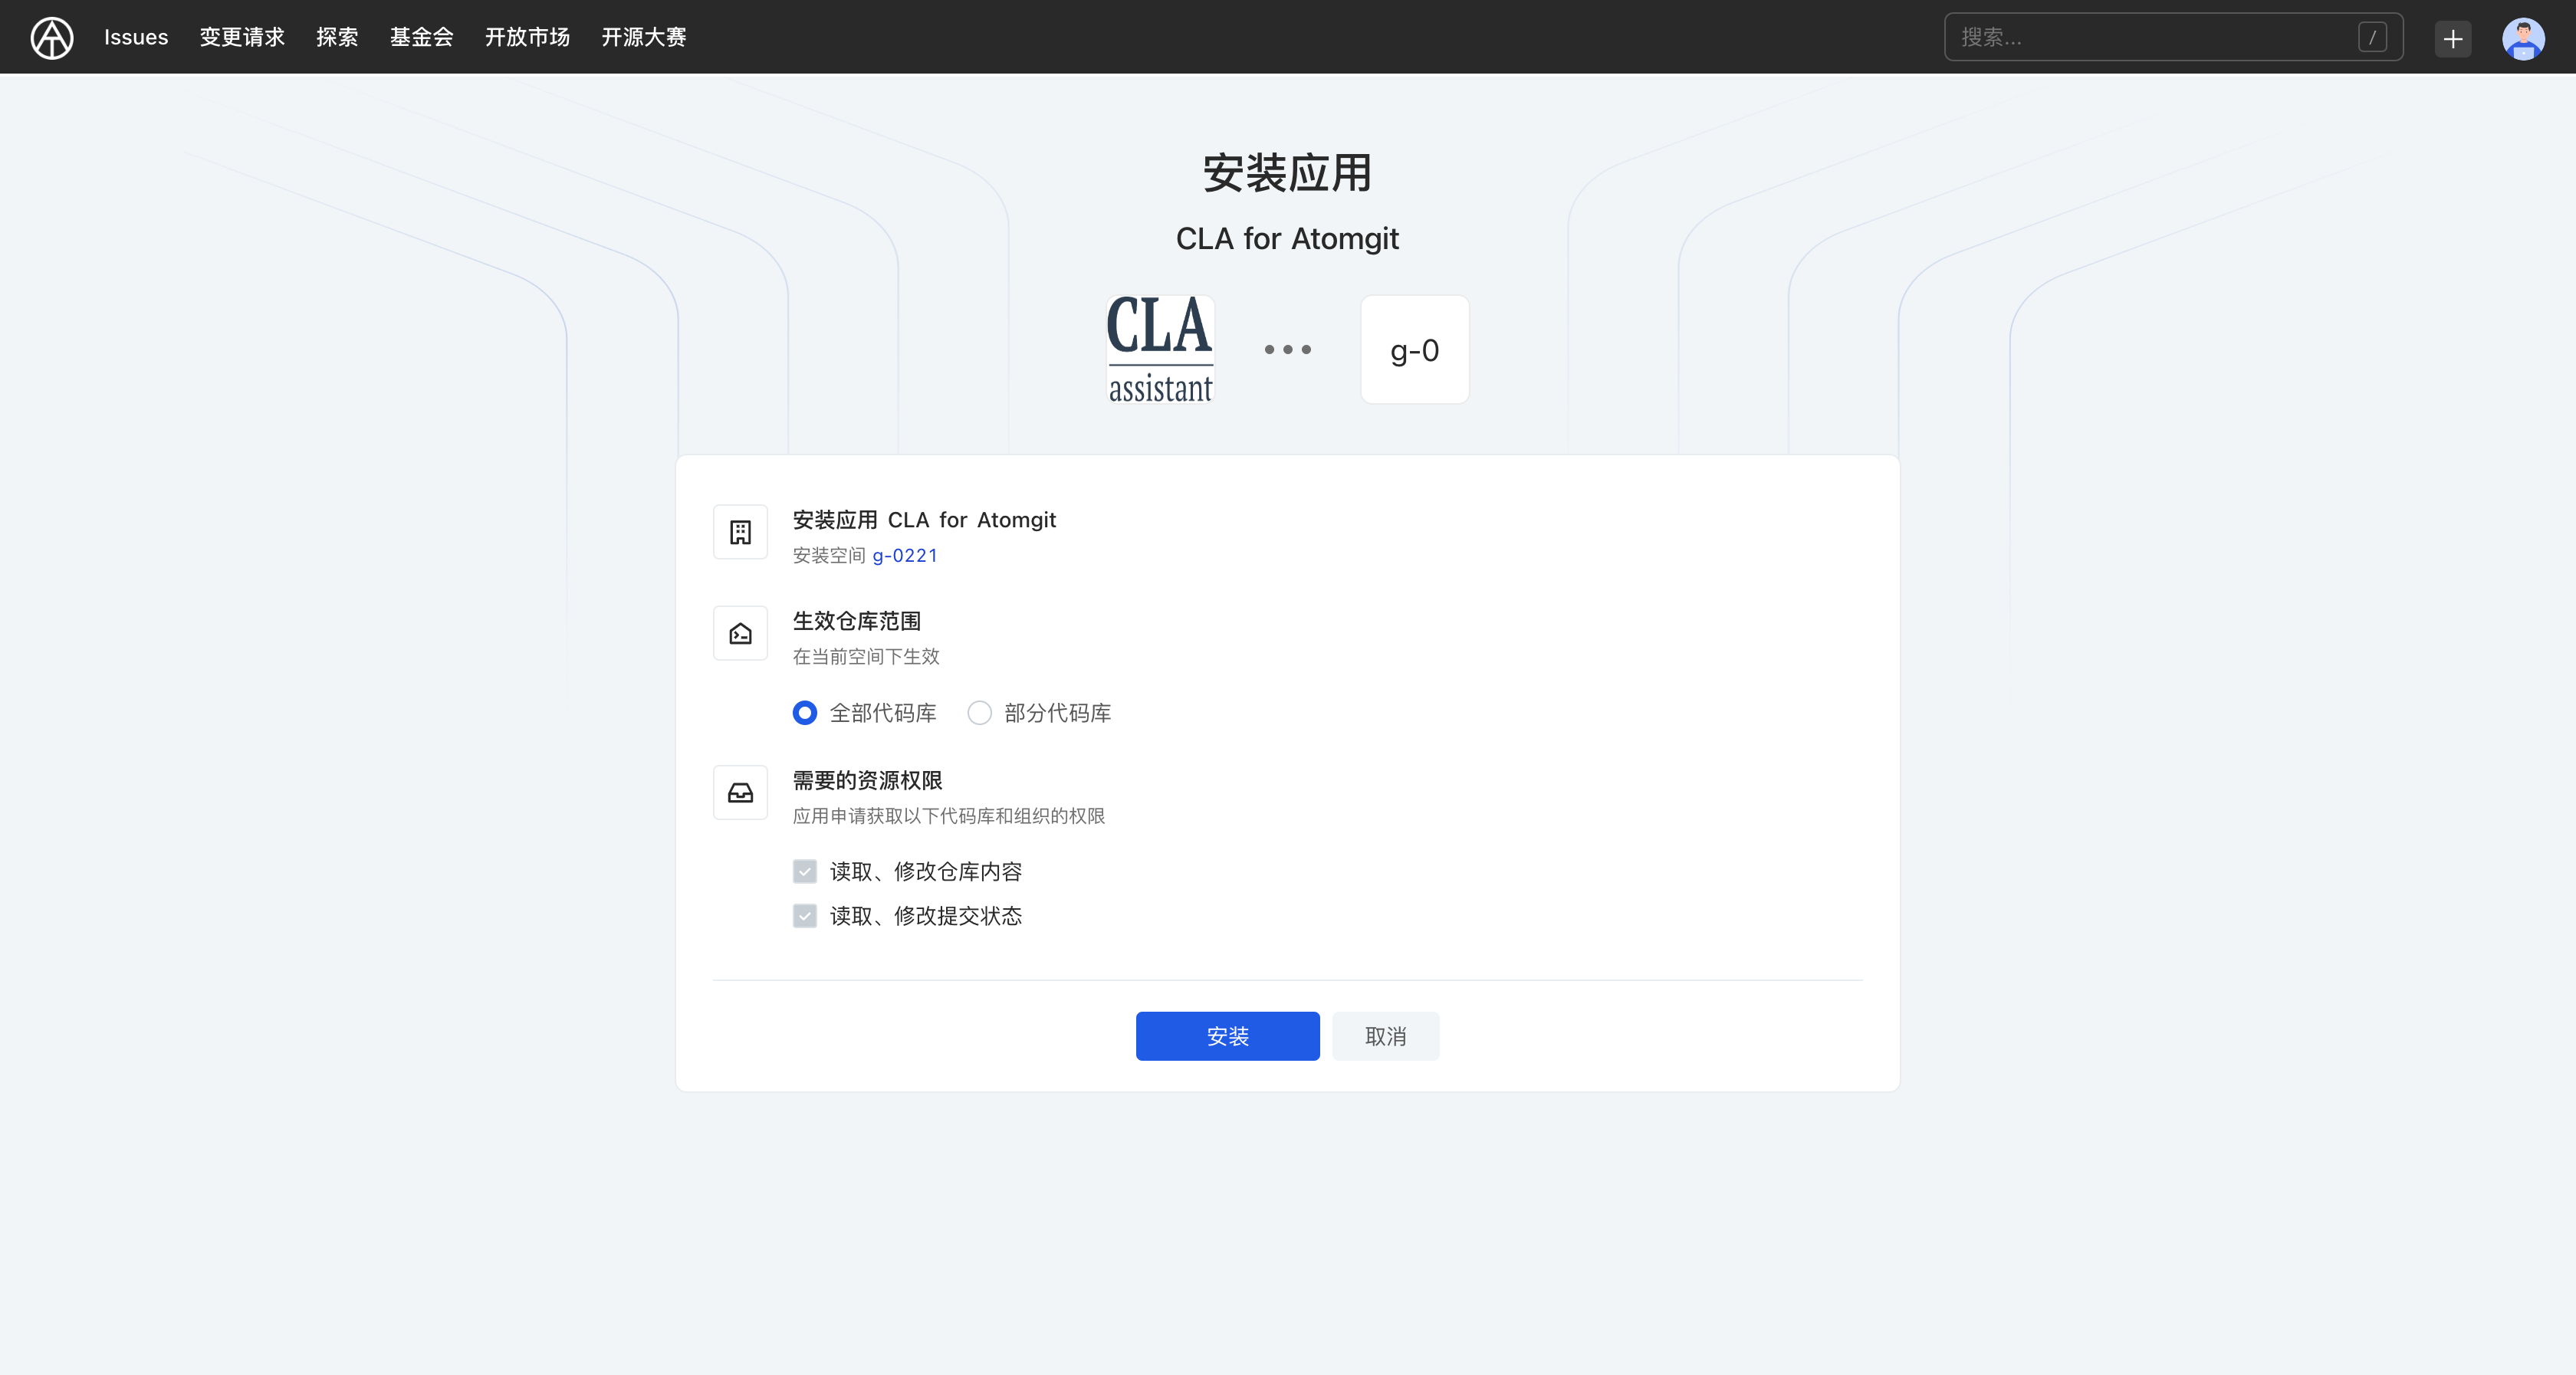 Issues 变更请求 探索 基金会 开放市场 开源大赛 搜索... /
安装应用
CLA for Atomgit
CLA
assistant
g-0
安装应用 CLA for Atomgit
安装空间 g-0221
生效仓库范围
在当前空间下生效
全部代码库 部分代码库
需要的资源权限
应用申请获取以下代码库和组织的权限
读取、修改仓库内容
读取、修改提交状态
安装 取消